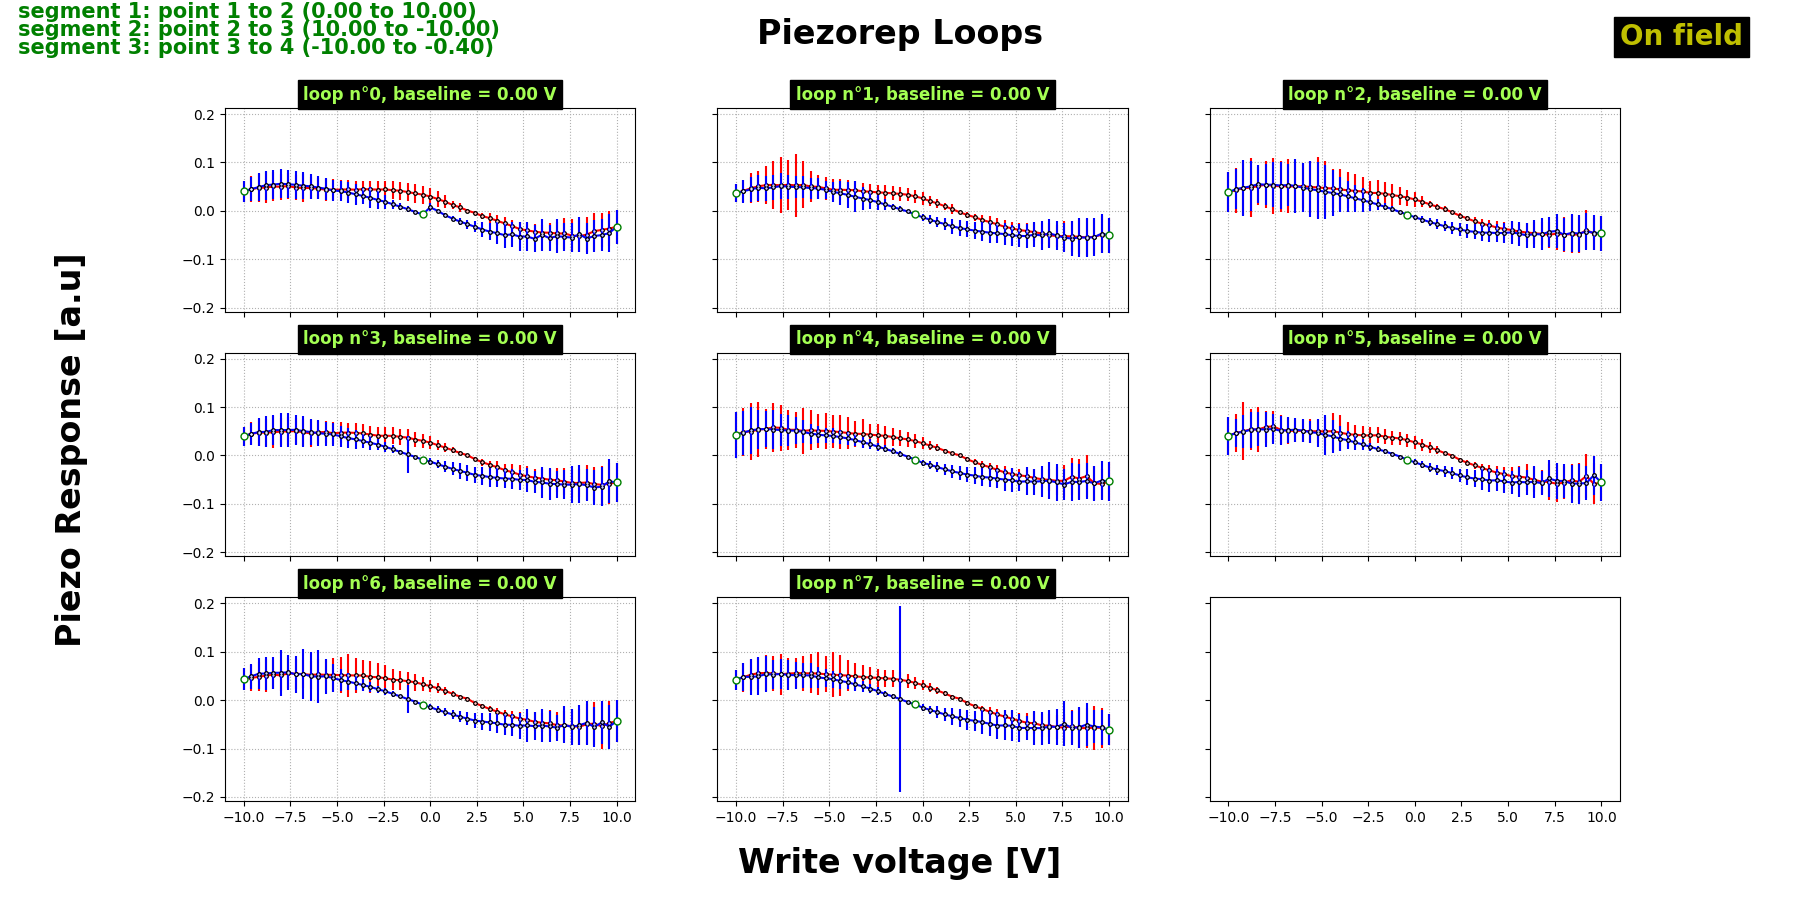 segment 1: point 1 to 2 (0.00 to 10.00)
segment 2: point 2 to 3 (10.00 to -10.00)
segment 3: point 3 to 4 (-10.00 to -0.40)
Piezorep Loops
On field
loop n°0, baseline = 0.00 V
loop n°1, baseline = 0.00 V
loop n°2, baseline = 0.00 V
0.2
0.1
0.0
−0.1
−0.2
loop n°3, baseline = 0.00 V
loop n°4, baseline = 0.00 V
loop n°5, baseline = 0.00 V
0.2
0.1
0.0
−0.1
−0.2
loop n°6, baseline = 0.00 V
loop n°7, baseline = 0.00 V
0.2
0.1
0.0
−0.1
−0.2
−10.0 −7.5 −5.0 −2.5 0.0 2.5 5.0 7.5 10.0
−10.0 −7.5 −5.0 −2.5 0.0 2.5 5.0 7.5 10.0
−10.0 −7.5 −5.0 −2.5 0.0 2.5 5.0 7.5 10.0
Piezo Response [a.u]
Write voltage [V]